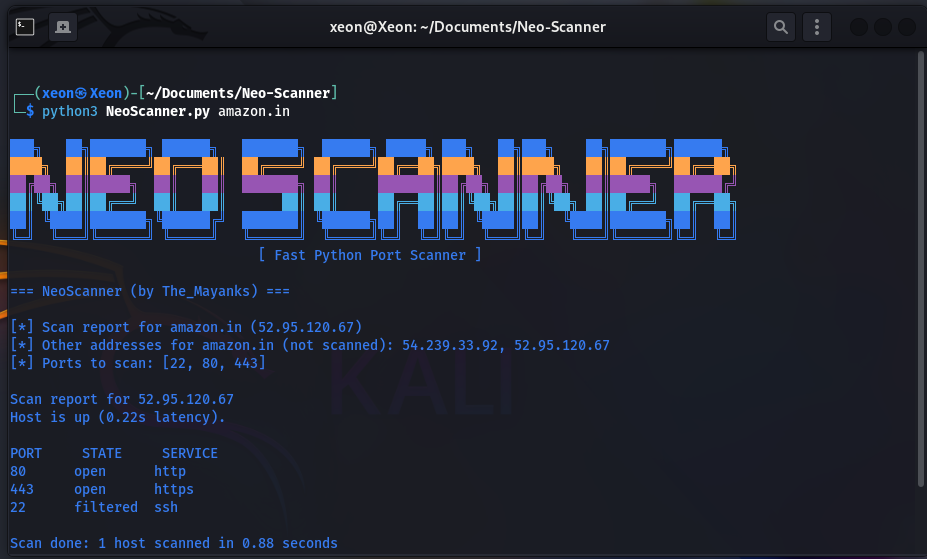 xeon@Xeon: ~/Documents/Neo-Scanner
┌──(xeon㉿Xeon)-[~/Documents/Neo-Scanner]
└─$ python3 NeoScanner.py amazon.in
NEO SCANNER
[ Fast Python Port Scanner ]
=== NeoScanner (by The_Mayanks) ===
[*] Scan report for amazon.in (52.95.120.67)
[*] Other addresses for amazon.in (not scanned): 54.239.33.92, 52.95.120.67
[*] Ports to scan: [22, 80, 443]
KALI
Scan report for 52.95.120.67
Host is up (0.22s latency).
PORT     STATE     SERVICE
80      open      http
443     open      https
22      filtered  ssh
Scan done: 1 host scanned in 0.88 seconds